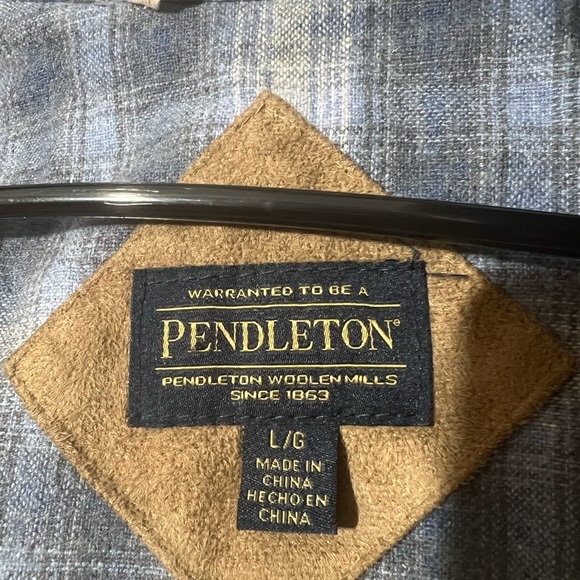 WARRANTED TO BE A
PENDLETON®
PENDLETON WOOLEN MILLS
SINCE 1863
L/G
MADE IN
CHINA
HECHO EN
CHINA